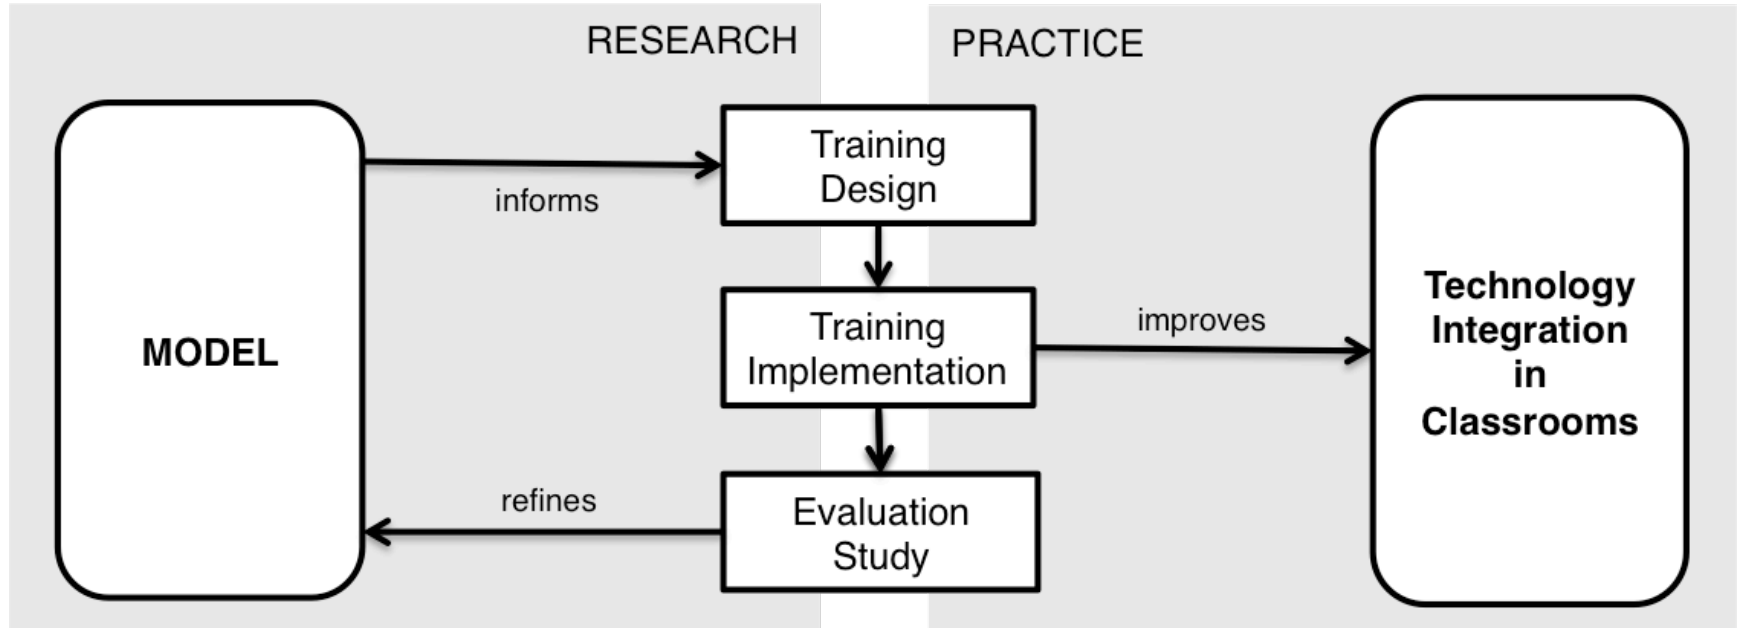 RESEARCH
PRACTICE
MODEL
informs
Training
Design
Training
Implementation
improves
Technology
Integration
in
Classrooms
refines
Evaluation
Study